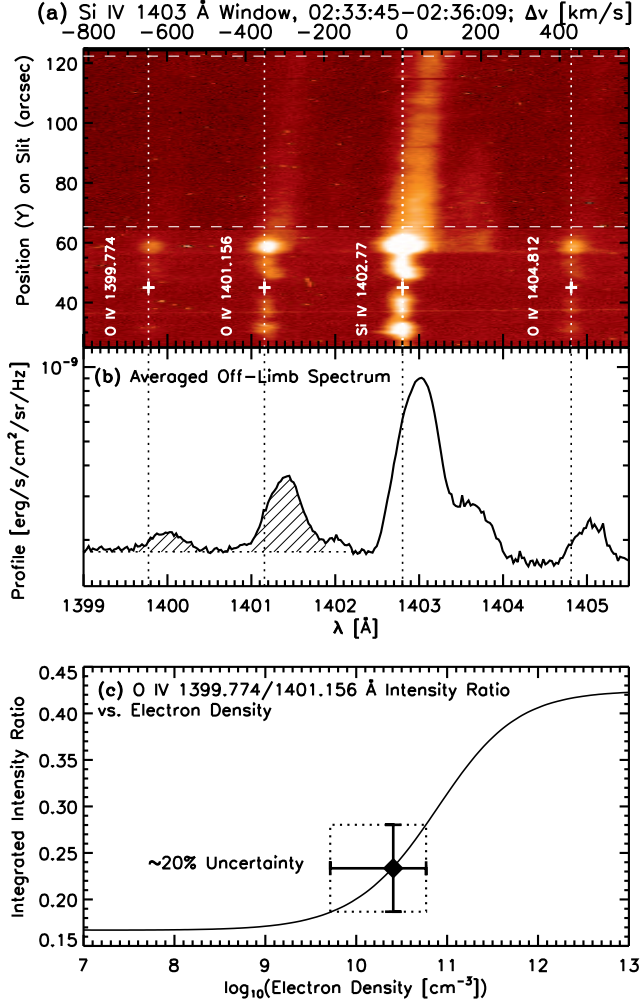 (a) Si IV 1403 Å Window, 02:33:45−02:36:09; Δv [km/s]
−800 −600 −400 −200 0 200 400
Position (Y) on Slit (arcsec)
120
100
80
60
40
O IV 1399.774
O IV 1401.156
Si IV 1402.77
O IV 1404.812
(b) Averaged Off−Limb Spectrum
10−9
Profile [erg/s/cm2/sr/Hz]
1399 1400 1401 1402 1403 1404 1405
λ [Å]
(c) O IV 1399.774/1401.156 Å Intensity Ratio
vs. Electron Density
Integrated Intensity Ratio
0.45
0.40
0.35
0.30
0.25
0.20
0.15
~20% Uncertainty
7 8 9 10 11 12 13
log10(Electron Density [cm−3])